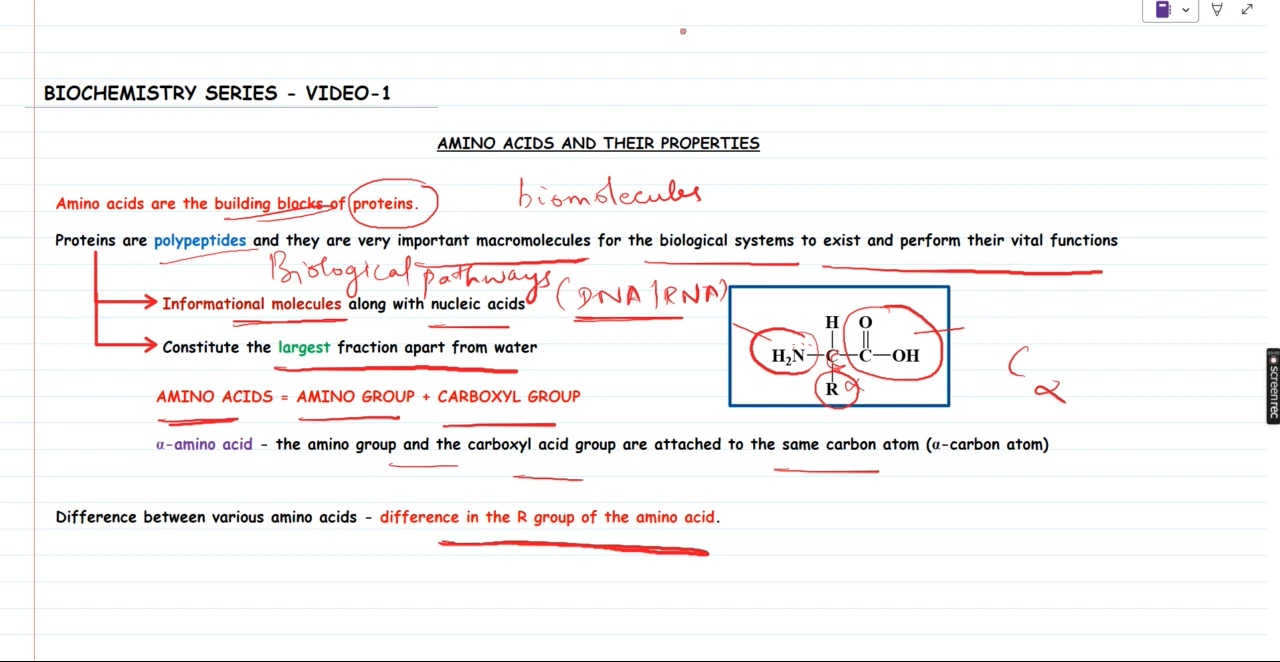 BIOCHEMISTRY SERIES - VIDEO-1
AMINO ACIDS AND THEIR PROPERTIES
biomolecules
Amino acids are the building blocks of proteins.
Proteins are polypeptides and they are very important macromolecules for the biological systems to exist and perform their vital functions
Biological pathways
Informational molecules along with nucleic acids (DNA/RNA)
Constitute the largest fraction apart from water
H O
H₂N—C—C—OH
R α
C α
AMINO ACIDS = AMINO GROUP + CARBOXYL GROUP
α-amino acid - the amino group and the carboxyl acid group are attached to the same carbon atom (α-carbon atom)
Difference between various amino acids - difference in the R group of the amino acid.
screenrec